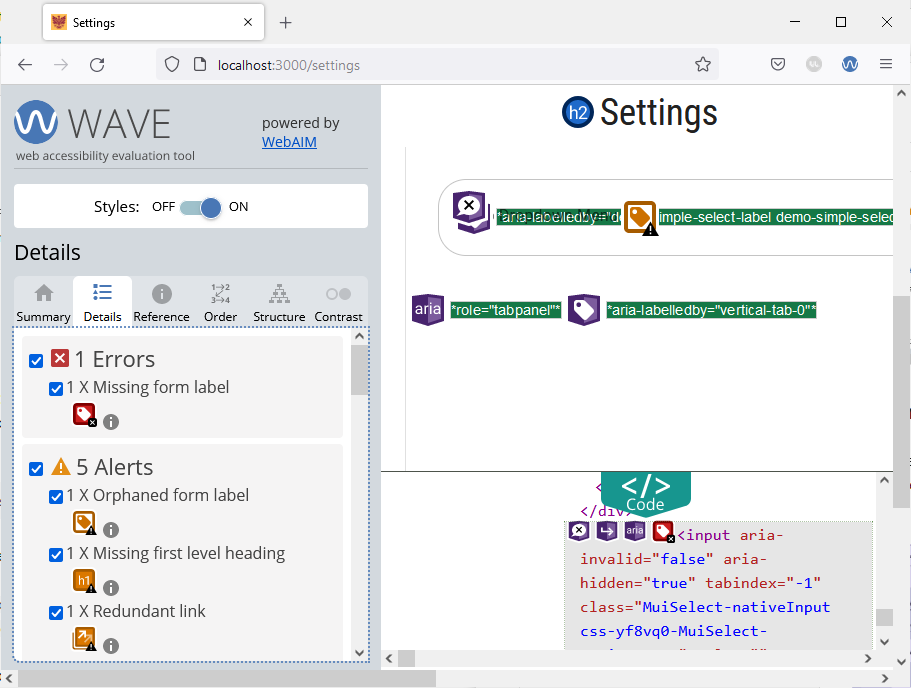 Settings
localhost:3000/settings
WAVE
web accessibility evaluation tool
powered by
WebAIM
Styles: OFF ON
Details
Summary Details Reference Order Structure Contrast
1 Errors
1 X Missing form label
5 Alerts
1 X Orphaned form label
1 X Missing first level heading
h1
1 X Redundant link
h2 Settings
*aria-labelledby="d
imple-select-label demo-simple-selec
aria *role="tabpanel"* *aria-labelledby="vertical-tab-0"*
</>
Code
<
</div>
aria <input aria-
invalid="false" aria-
hidden="true" tabindex="-1"
class="MuiSelect-nativeInput
css-yf8vq0-MuiSelect-